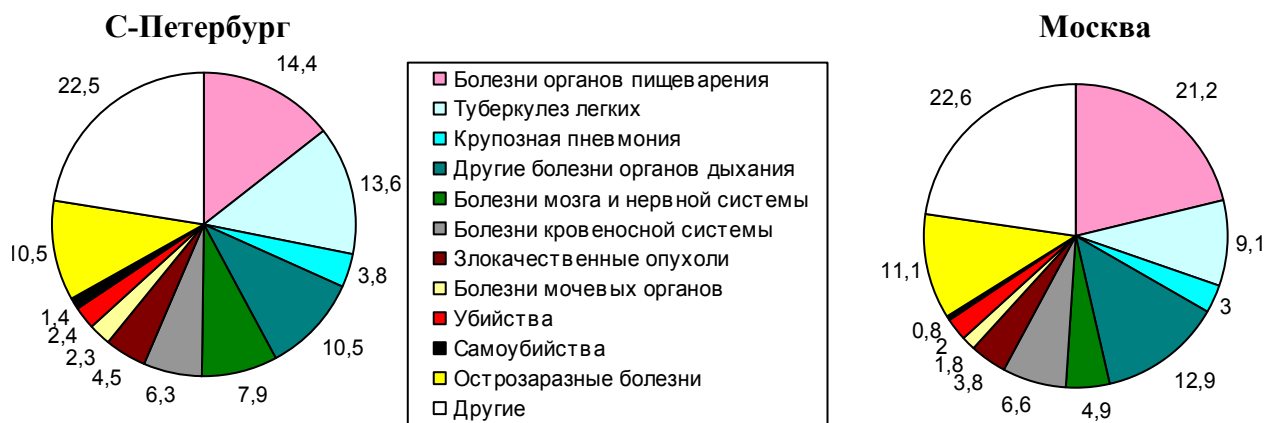 С-Петербург
14,4
13,6
3,8
10,5
7,9
6,3
4,5
2,3
2,4
1,4
10,5
22,5
Болезни органов пищеварения
Туберкулез легких
Крупозная пневмония
Другие болезни органов дыхания
Болезни мозга и нервной системы
Болезни кровеносной системы
Злокачественные опухоли
Болезни мочевых органов
Убийства
Самоубийства
Острозаразные болезни
Другие
Москва
21,2
9,1
3
12,9
4,9
6,6
3,8
1,8
2
0,8
11,1
22,6